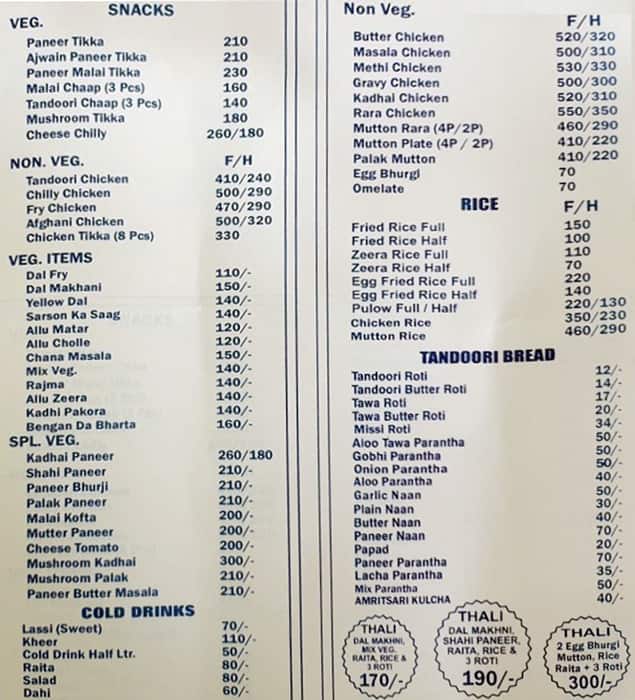 SNACKS
VEG.
Paneer Tikka 210
Ajwain Paneer Tikka 210
Paneer Malai Tikka 230
Malai Chaap (3 Pcs) 160
Tandoori Chaap (3 Pcs) 140
Mushroom Tikka 180
Cheese Chilly 260/180
NON. VEG. F/H
Tandoori Chicken 410/240
Chilly Chicken 500/290
Fry Chicken 470/290
Afghani Chicken 500/320
Chicken Tikka (8 Pcs) 330
VEG. ITEMS
Dal Fry 110/-
Dal Makhani 150/-
Yellow Dal 140/-
Sarson Ka Saag 140/-
Allu Matar 120/-
Allu Cholle 120/-
Chana Masala 150/-
Mix Veg. 140/-
Rajma 140/-
Allu Zeera 140/-
Kadhi Pakora 140/-
Bengan Da Bharta 160/-
SPL. VEG.
Kadhai Paneer 260/180
Shahi Paneer 210/-
Paneer Bhurji 210/-
Palak Paneer 210/-
Malai Kofta 200/-
Mutter Paneer 200/-
Cheese Tomato 200/-
Mushroom Kadhai 300/-
Mushroom Palak 210/-
Paneer Butter Masala 210/-
COLD DRINKS
Lassi (Sweet) 70/-
Kheer 110/-
Cold Drink Half Ltr. 50/-
Raita 80/-
Salad 80/-
Dahi 60/-
Non Veg. F/H
Butter Chicken 520/320
Masala Chicken 500/310
Methi Chicken 530/330
Gravy Chicken 500/300
Kadhai Chicken 520/310
Rara Chicken 550/350
Mutton Rara (4P/2P) 460/290
Mutton Plate (4P / 2P) 410/220
Palak Mutton 410/220
Egg Bhurgi 70
Omelate 70
RICE F/H
Fried Rice Full 150
Fried Rice Half 100
Zeera Rice Full 110
Zeera Rice Half 70
Egg Fried Rice Full 220
Egg Fried Rice Half 140
Pulow Full / Half 220/130
Chicken Rice 350/230
Mutton Rice 460/290
TANDOORI BREAD
Tandoori Roti 12/-
Tandoori Butter Roti 14/-
Tawa Roti 17/-
Tawa Butter Roti 20/-
Missi Roti 34/-
Aloo Tawa Parantha 50/-
Gobhi Parantha 50/-
Onion Parantha 50/-
Aloo Parantha 40/-
Garlic Naan 50/-
Plain Naan 30/-
Butter Naan 40/-
Paneer Naan 70/-
Papad 20/-
Paneer Parantha 70/-
Lacha Parantha 35/-
Mix Parantha 50/-
AMRITSARI KULCHA 40/-
THALI
DAL MAKHNI,
MIX VEG.
RAITA, RICE &
3 ROTI
170/-
THALI
DAL MAKHNI,
SHAHI PANEER,
RAITA, RICE &
3 ROTI
190/-
THALI
2 Egg Bhurgi
Mutton, Rice
Raita + 3 Roti
300/-